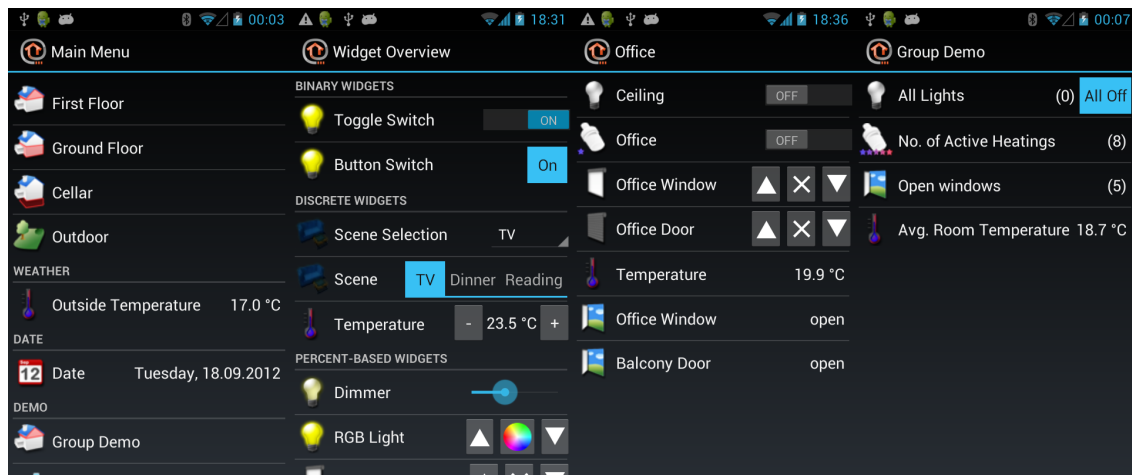 00:03
Main Menu
First Floor
Ground Floor
Cellar
Outdoor
WEATHER
Outside Temperature 17.0 °C
DATE
12 Date Tuesday, 18.09.2012
DEMO
Group Demo
18:31
Widget Overview
BINARY WIDGETS
Toggle Switch ON
Button Switch On
DISCRETE WIDGETS
Scene Selection TV
Scene TV Dinner Reading
Temperature - 23.5 °C +
PERCENT-BASED WIDGETS
Dimmer
RGB Light
18:36
Office
Ceiling OFF
Office OFF
Office Window
Office Door
Temperature 19.9 °C
Office Window open
Balcony Door open
00:07
Group Demo
All Lights (0) All Off
No. of Active Heatings (8)
Open windows (5)
Avg. Room Temperature 18.7 °C